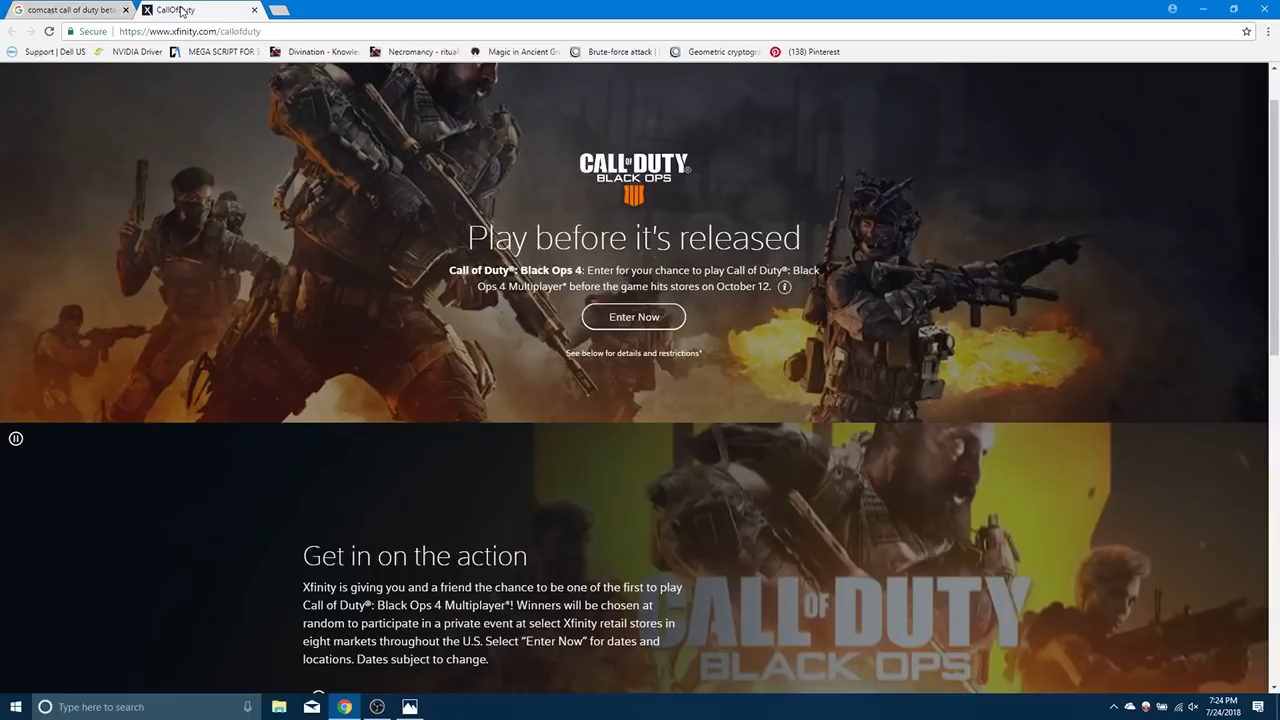 comcast call of duty beta
CallOfDuty
Secure
https://www.xfinity.com/callofduty
Support | Dell US
NVIDIA Driver
MEGA SCRIPT FOR
Divination - Knowle
Necromancy - ritua
Magic in Ancient Gr
Brute-force attack |
Geometric cryptogr
(138) Pinterest
CALL OF DUTY®
BLACK OPS
IIII
Play before it's released
Call of Duty®: Black Ops 4: Enter for your chance to play Call of Duty®: Black
Ops 4 Multiplayer* before the game hits stores on October 12.
Enter Now
See below for details and restrictions*
Get in on the action
Xfinity is giving you and a friend the chance to be one of the first to play
Call of Duty®: Black Ops 4 Multiplayer*! Winners will be chosen at
random to participate in a private event at select Xfinity retail stores in
eight markets throughout the U.S. Select "Enter Now" for dates and
locations. Dates subject to change.
CALL OF DUTY
BLACK OPS
Type here to search
7:24 PM
7/24/2018